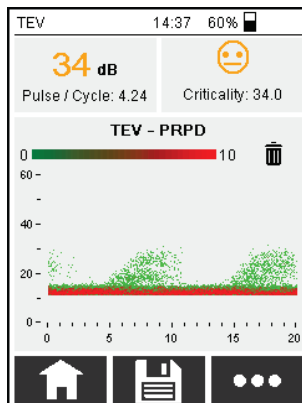 TEV 14:37 60%
34 dB
Pulse / Cycle: 4.24
Criticality: 34.0
TEV - PRPD
0 10
60
40
20
0
0 5 10 15 20